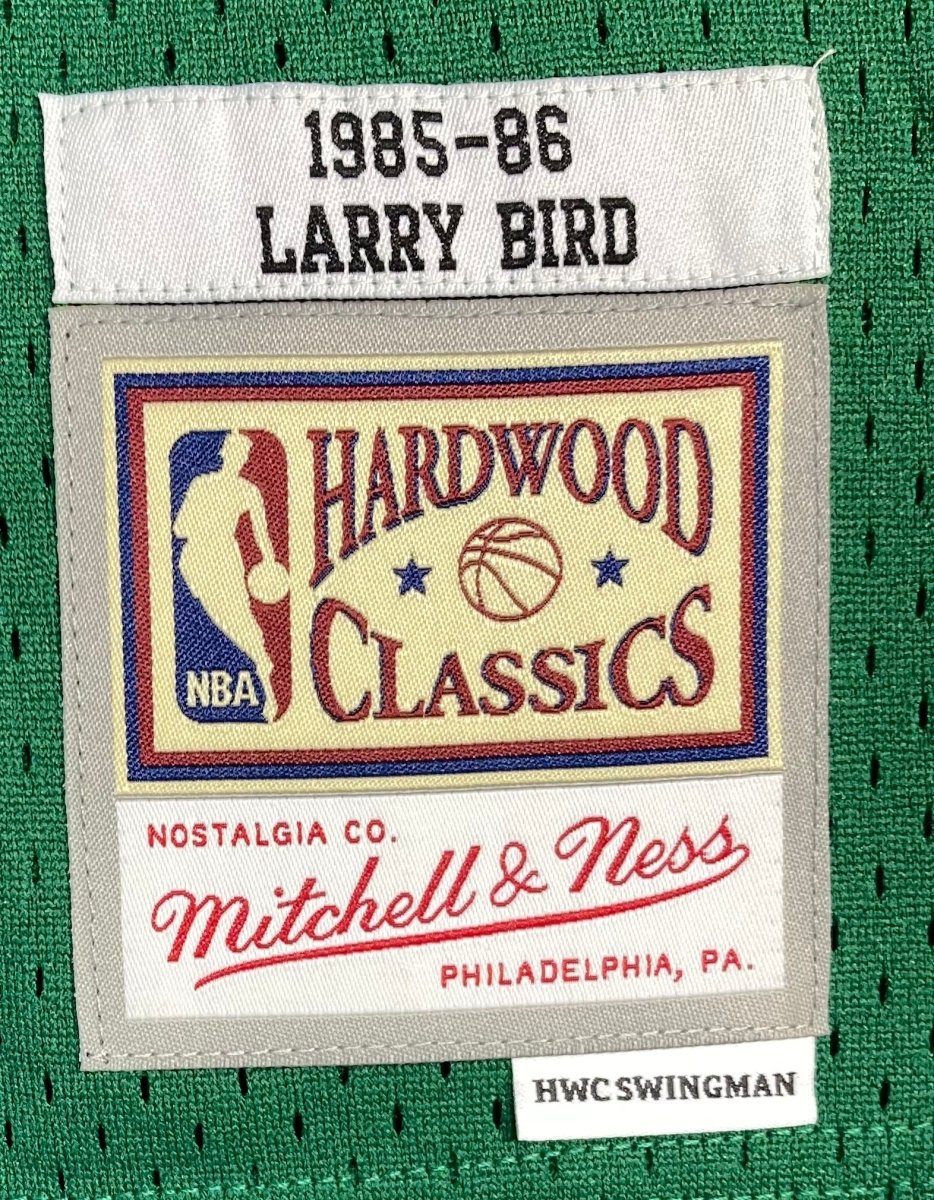 1985-86
LARRY BIRD
HARDWOOD
CLASSICS
NBA
NOSTALGIA CO.
Mitchell & Ness
PHILADELPHIA, PA.
HWC SWINGMAN